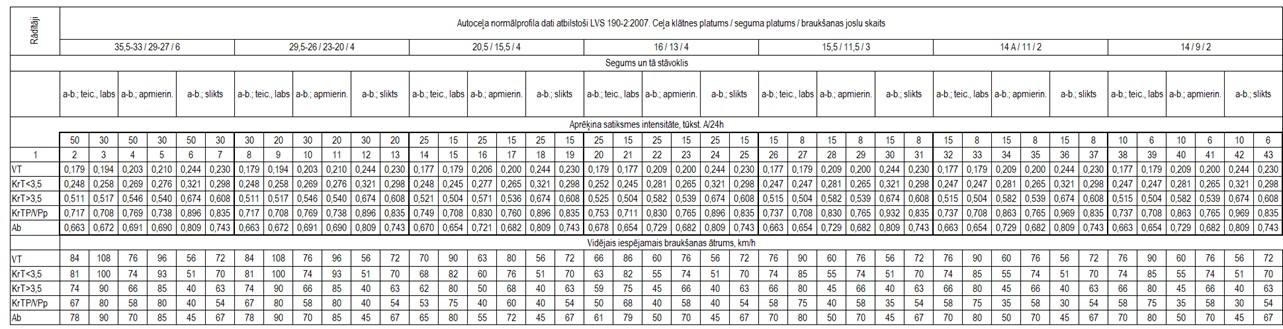 Rādītāji
Autoceļa normālprofila dati atbilstoši LVS 190-2:2007. Ceļa klātnes platums / seguma platums / braukšanas joslu skaits
35,5-33 / 29-27 / 6 29,5-26 / 23-20 / 4 20,5 / 15,5 / 4 16 / 13 / 4 15,5 / 11,5 / 3 14 A / 11 / 2 14 / 9 / 2
Segums un tā stāvoklis
a-b.; teic., labs a-b.; apmierin. a-b.; slikts a-b.; teic., labs a-b.; apmierin. a-b.; slikts a-b.; teic., labs a-b.; apmierin. a-b.; slikts a-b.; teic., labs a-b.; apmierin. a-b.; slikts a-b.; teic., labs a-b.; apmierin. a-b.; slikts a-b.; teic., labs a-b.; apmierin. a-b.; slikts a-b.; teic., labs a-b.; apmierin. a-b.; slikts
Aprēķina satiksmes intensitāte, tūkst. A/24h
50 30 50 30 50 30 30 20 30 20 30 20 25 15 25 15 25 15 25 15 25 15 25 15 15 8 15 8 15 8 15 8 15 8 15 8 10 6 10 6 10 6
1 2 3 4 5 6 7 8 9 10 11 12 13 14 15 16 17 18 19 20 21 22 23 24 25 26 27 28 29 30 31 32 33 34 35 36 37 38 39 40 41 42 43
VT 0,179 0,194 0,203 0,210 0,244 0,230 0,179 0,194 0,203 0,210 0,244 0,230 0,177 0,179 0,206 0,200 0,244 0,230 0,179 0,177 0,209 0,200 0,244 0,230 0,177 0,179 0,209 0,200 0,244 0,230 0,177 0,179 0,209 0,200 0,244 0,230 0,177 0,179 0,209 0,200 0,244 0,230
KrT<3,5 0,248 0,258 0,269 0,276 0,321 0,298 0,248 0,258 0,269 0,276 0,321 0,298 0,248 0,245 0,277 0,265 0,321 0,298 0,252 0,245 0,281 0,265 0,321 0,298 0,247 0,247 0,281 0,265 0,321 0,298 0,247 0,247 0,281 0,265 0,321 0,298 0,247 0,247 0,281 0,265 0,321 0,298
KrT>3,5 0,511 0,517 0,546 0,540 0,674 0,608 0,511 0,517 0,546 0,540 0,674 0,608 0,521 0,504 0,571 0,536 0,674 0,608 0,525 0,504 0,582 0,539 0,674 0,608 0,515 0,504 0,582 0,539 0,674 0,608 0,515 0,504 0,582 0,539 0,674 0,608 0,515 0,504 0,582 0,539 0,674 0,608
KrTP/VPp 0,717 0,708 0,769 0,738 0,896 0,835 0,717 0,708 0,769 0,738 0,896 0,835 0,749 0,708 0,830 0,760 0,896 0,835 0,753 0,711 0,830 0,765 0,896 0,835 0,737 0,708 0,830 0,765 0,932 0,835 0,737 0,708 0,863 0,765 0,969 0,835 0,737 0,708 0,863 0,765 0,969 0,835
Ab 0,663 0,672 0,691 0,690 0,809 0,743 0,663 0,672 0,691 0,690 0,809 0,743 0,670 0,654 0,721 0,682 0,809 0,743 0,678 0,654 0,729 0,682 0,809 0,743 0,663 0,654 0,729 0,682 0,809 0,743 0,663 0,654 0,729 0,682 0,809 0,743 0,663 0,654 0,729 0,682 0,809 0,743
Vidējais iespējamais braukšanas ātrums, km/h
VT 84 108 76 96 56 72 84 108 76 96 56 72 70 90 63 80 56 72 66 86 60 76 56 72 76 90 60 76 56 72 76 90 60 76 56 72 76 90 60 76 56 72
KrT<3,5 81 100 74 93 51 70 81 100 74 93 51 70 68 82 60 76 51 70 63 82 55 74 51 70 74 85 55 74 51 70 74 85 55 74 51 70 74 85 55 74 51 70
KrT>3,5 74 90 66 85 40 63 74 90 66 85 40 63 62 80 50 68 40 63 59 75 45 66 40 63 66 80 45 66 40 63 66 80 45 66 40 63 66 80 45 66 40 63
KrTP/VPp 67 80 58 80 40 54 67 80 58 80 40 54 53 75 40 60 40 54 50 68 40 58 40 54 58 75 40 58 35 54 58 75 35 58 30 54 58 75 35 58 30 54
Ab 78 90 70 85 45 67 78 90 70 85 45 67 65 80 55 72 45 67 61 79 50 70 45 67 70 80 50 70 45 67 70 80 50 70 45 67 70 80 50 70 45 67